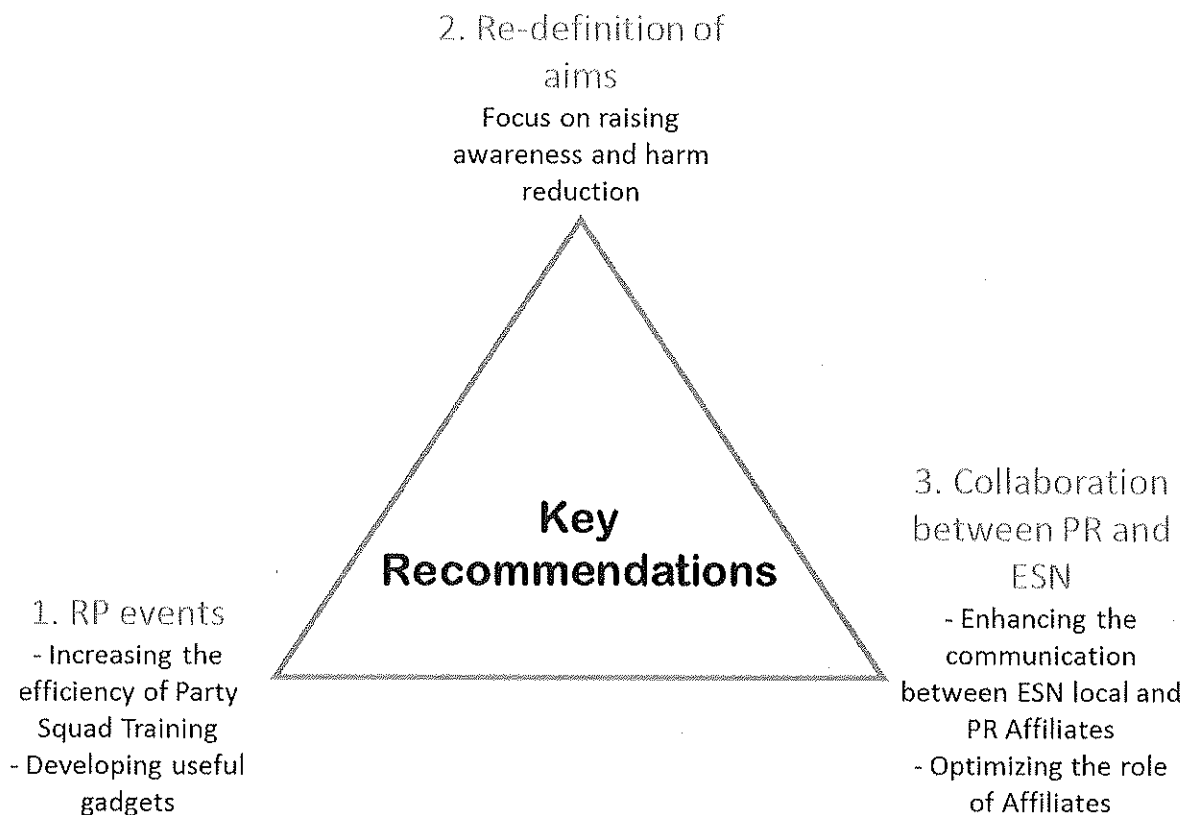 2. Re-definition of
aims
Focus on raising
awareness and harm
reduction
Key
Recommendations
1. RP events
- Increasing the
efficiency of Party
Squad Training
- Developing useful
gadgets
3. Collaboration
between PR and
ESN
- Enhancing the
communication
between ESN local and
PR Affiliates
- Optimizing the role
of Affiliates